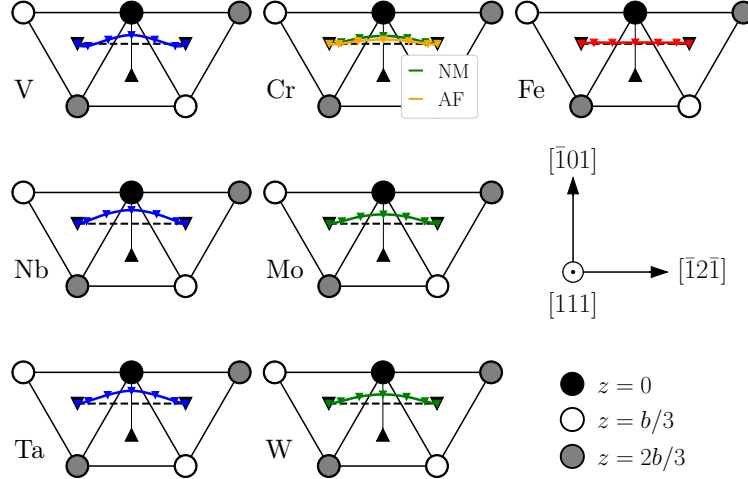 V
Cr
NM
AF
Fe
Nb
Mo
[1̄01]
[1̄21̄]
[111]
Ta
W
z = 0
z = b/3
z = 2b/3